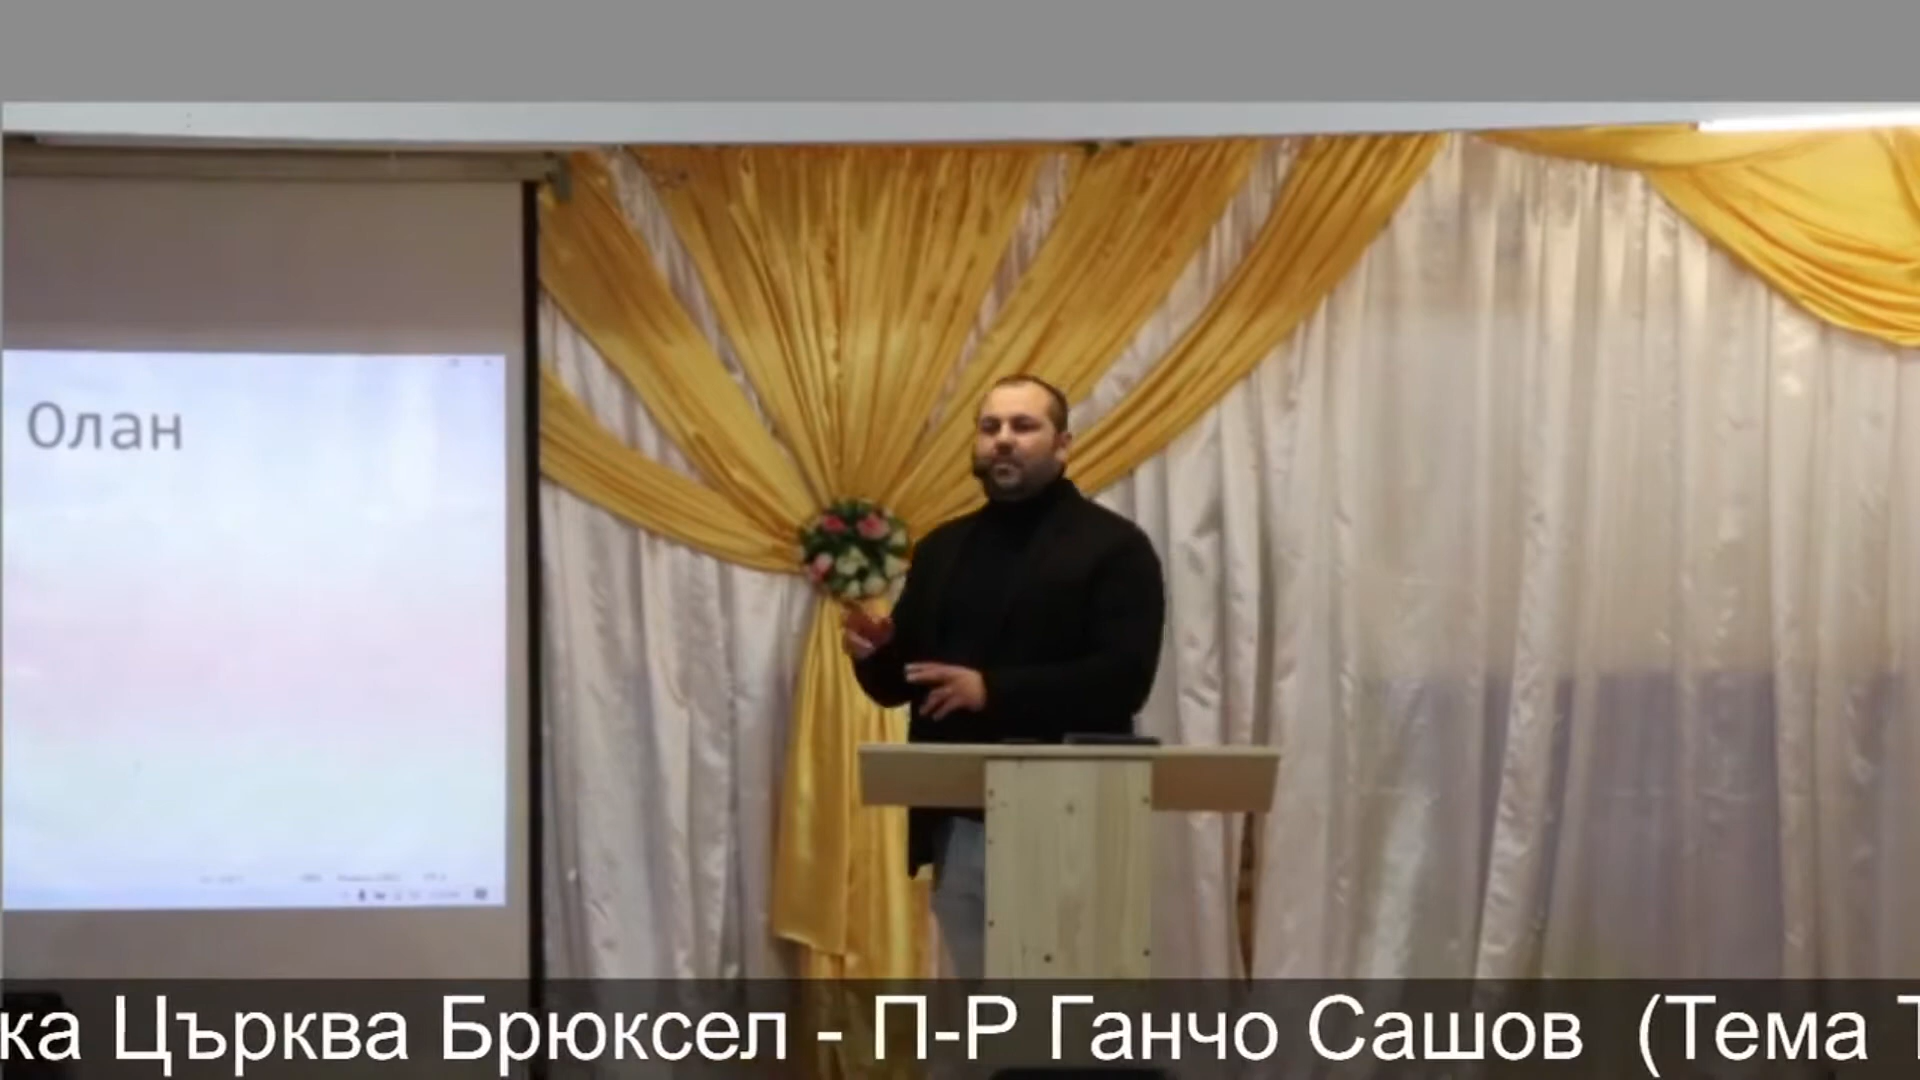 Олан
ка Църква Брюксел - П-Р Ганчо Сашов (Тема Т